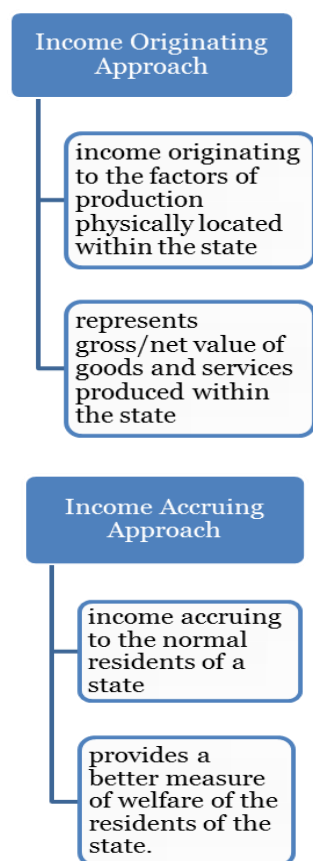 Income Originating
Approach
income originating
to the factors of
production
physically located
within the state
represents
gross/net value of
goods and services
produced within
the state
Income Accruing
Approach
income accruing
to the normal
residents of a
state
provides a
better measure
of welfare of the
residents of the
state.